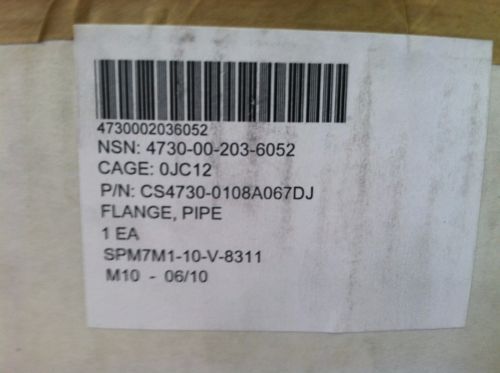 4730002036052
NSN: 4730-00-203-6052
CAGE: 0JC12
P/N: CS4730-0108A067DJ
FLANGE, PIPE
1 EA
SPM7M1-10-V-8311
M10 - 06/10